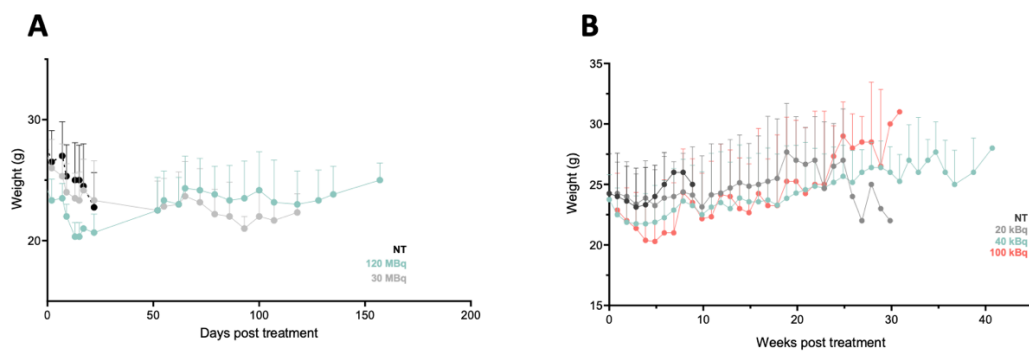 A
Weight (g)
30
20
0
50
100
150
200
Days post treatment
NT
120 MBq
30 MBq
B
Weight (g)
35
30
25
20
15
0
10
20
30
40
Weeks post treatment
NT
20 kBq
40 kBq
100 kBq